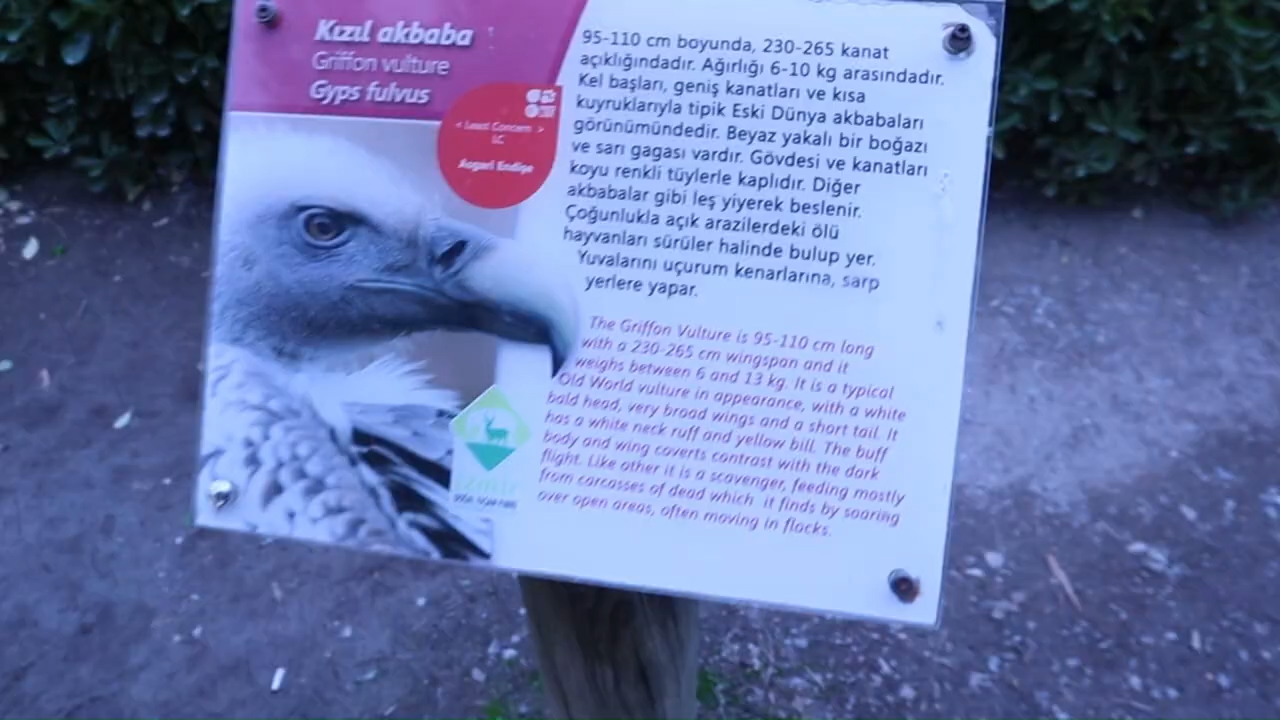 Kızıl akbaba
Griffon vulture
Gyps fulvus
< Least Concern >
LC
Asgari Endişe
95-110 cm boyunda, 230-265 kanat
açıklığındadır. Ağırlığı 6-10 kg arasındadır.
Kel başları, geniş kanatları ve kısa
kuyruklarıyla tipik Eski Dünya akbabaları
görünümündedir. Beyaz yakalı bir boğazı
ve sarı gagası vardır. Gövdesi ve kanatları
koyu renkli tüylerle kaplıdır. Diğer
akbabalar gibi leş yiyerek beslenir.
Çoğunlukla açık arazilerdeki ölü
hayvanları sürüler halinde bulup yer.
Yuvalarını uçurum kenarlarına, sarp
yerlere yapar.
The Griffon Vulture is 95-110 cm long
with a 230-265 cm wingspan and it
weighs between 6 and 13 kg. It is a typical
Old World vulture in appearance, with a white
bald head, very broad wings and a short tail. It
has a white neck ruff and yellow bill. The buff
body and wing coverts contrast with the dark
flight. Like other it is a scavenger, feeding mostly
from carcasses of dead which it finds by soaring
over open areas, often moving in flocks.